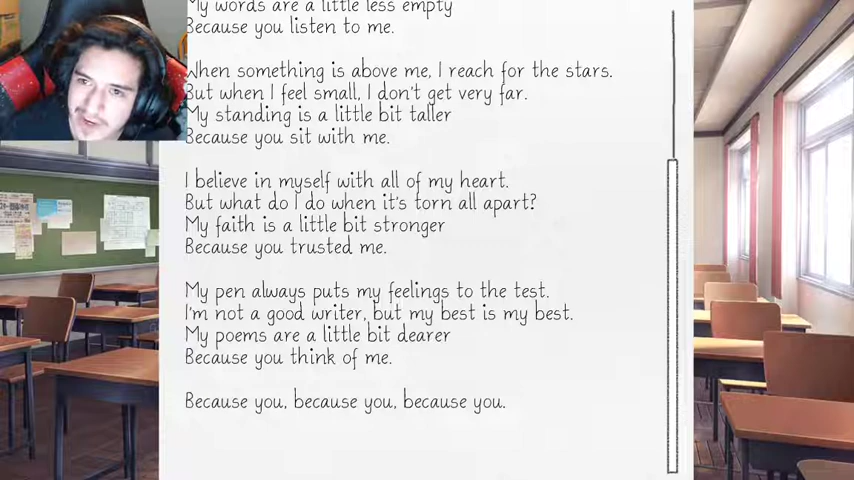 My words are a little less empty
Because you listen to me.
When something is above me, I reach for the stars.
But when I feel small, I don't get very far.
My standing is a little bit taller
Because you sit with me.
I believe in myself with all of my heart.
But what do I do when it's torn all apart?
My faith is a little bit stronger
Because you trusted me.
My pen always puts my feelings to the test.
I'm not a good writer, but my best is my best.
My poems are a little bit dearer
Because you think of me.
Because you, because you, because you.